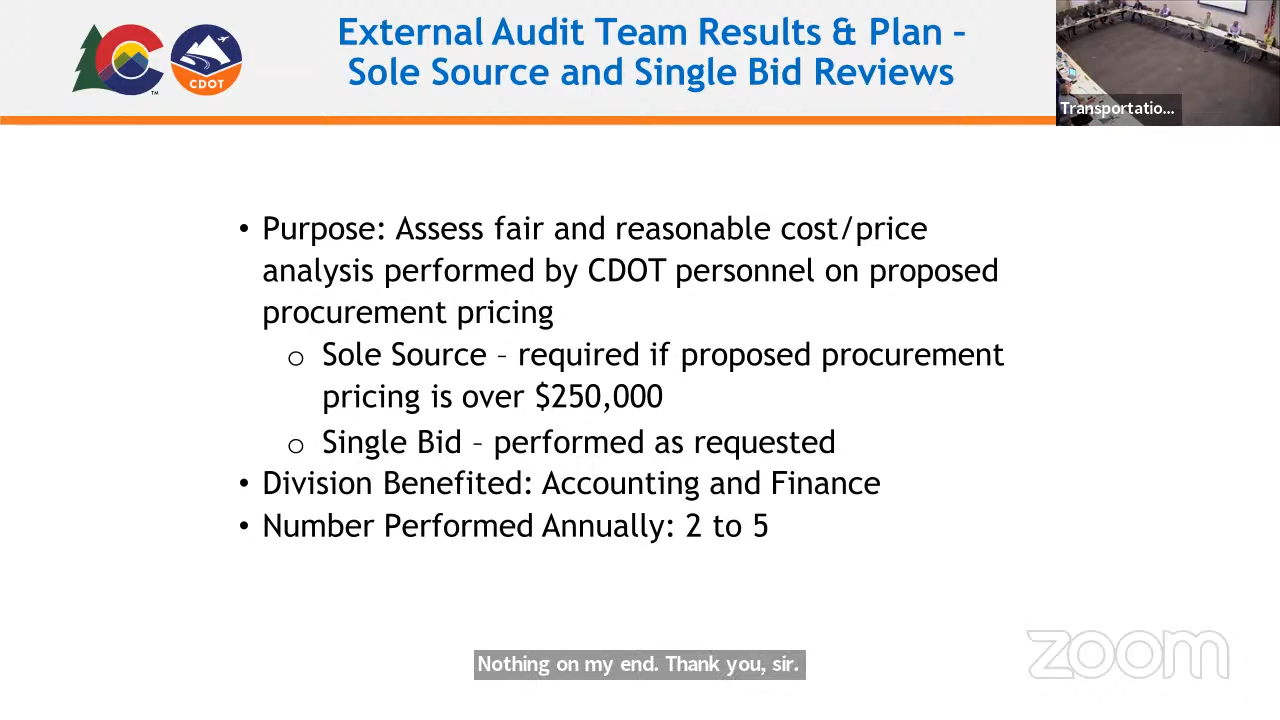 External Audit Team Results & Plan –
Sole Source and Single Bid Reviews
CDOT
TM
Transportatio...
• Purpose: Assess fair and reasonable cost/price
analysis performed by CDOT personnel on proposed
procurement pricing
o Sole Source – required if proposed procurement
pricing is over $250,000
o Single Bid – performed as requested
• Division Benefited: Accounting and Finance
• Number Performed Annually: 2 to 5
Nothing on my end. Thank you, sir.
zoom